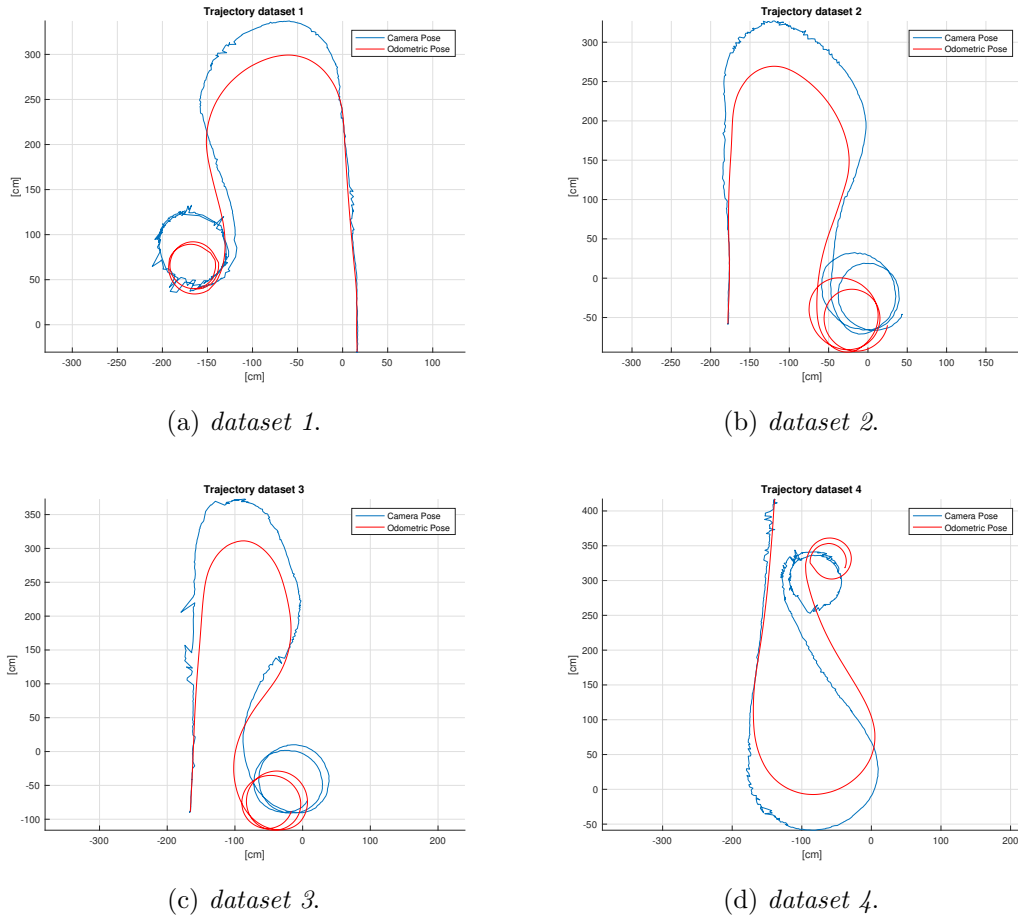 Trajectory dataset 1
Camera Pose
Odometric Pose
300
250
200
150
100
50
0
[cm]
-300 -250 -200 -150 -100 -50 0 50 100
[cm]
(a) dataset 1.
Trajectory dataset 2
Camera Pose
Odometric Pose
300
250
200
150
100
50
0
-50
[cm]
-300 -250 -200 -150 -100 -50 0 50 100 150
[cm]
(b) dataset 2.
Trajectory dataset 3
Camera Pose
Odometric Pose
350
300
250
200
150
100
50
0
-50
-100
[cm]
-300 -200 -100 0 100 200
[cm]
(c) dataset 3.
Trajectory dataset 4
Camera Pose
Odometric Pose
400
350
300
250
200
150
100
50
0
-50
[cm]
-300 -200 -100 0 100 200
[cm]
(d) dataset 4.